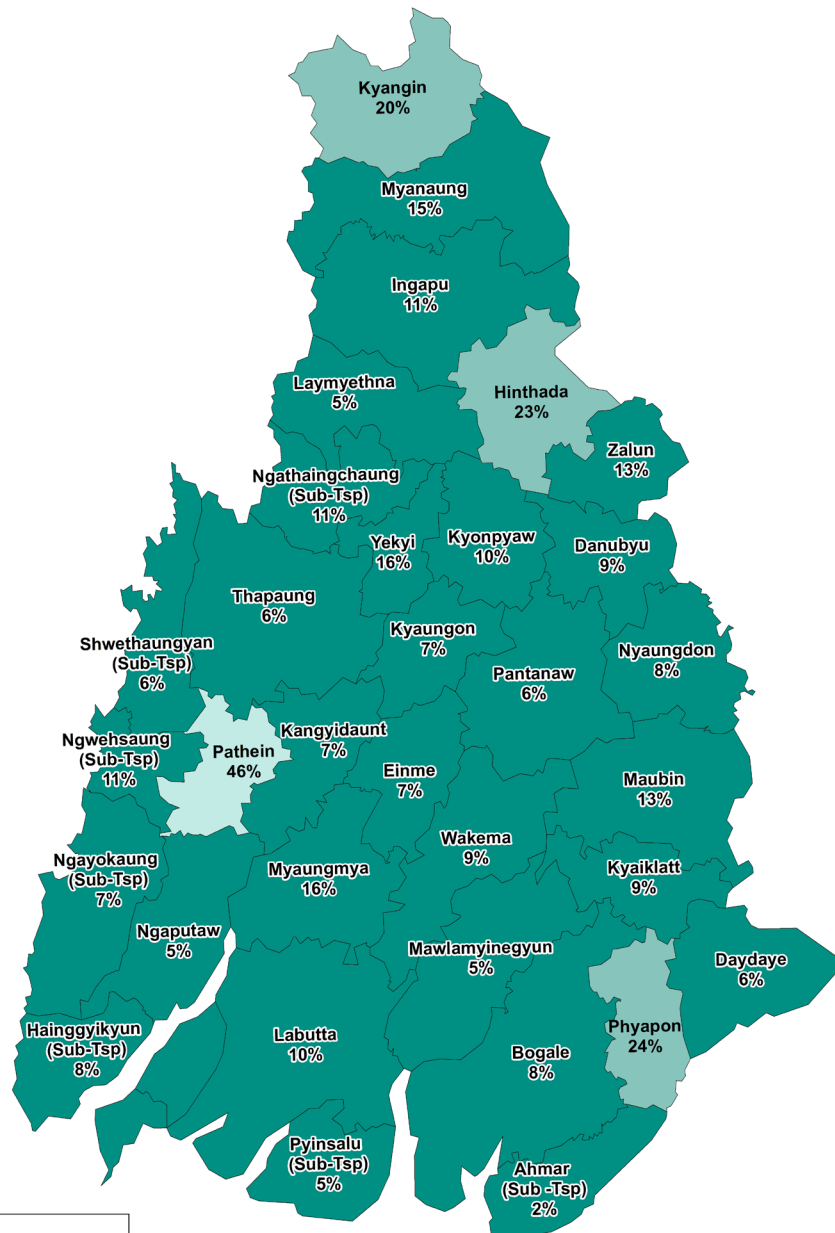 Kyangin
20%
Myanaung
15%
Ingapu
11%
Laymyethna
5%
Hinthada
23%
Zalun
13%
Ngathaingchaung
(Sub-Tsp)
11%
Yekyi
16%
Kyonpyaw
10%
Danubyu
9%
Thapaung
6%
Kyaungon
7%
Nyaungdon
8%
Shwethaungyan
(Sub-Tsp)
6%
Pantanaw
6%
Ngwehsaung
(Sub-Tsp)
11%
Pathein
46%
Kangyidaunt
7%
Einme
7%
Maubin
13%
Wakema
9%
Ngayokaung
(Sub-Tsp)
7%
Myaungmya
16%
Kyaiklatt
9%
Ngaputaw
5%
Mawlamyinegyun
5%
Daydaye
6%
Hainggyikyun
(Sub-Tsp)
8%
Labutta
10%
Phyapon
24%
Bogale
8%
Pyinsalu
(Sub-Tsp)
5%
Ahmar
(Sub -Tsp)
2%